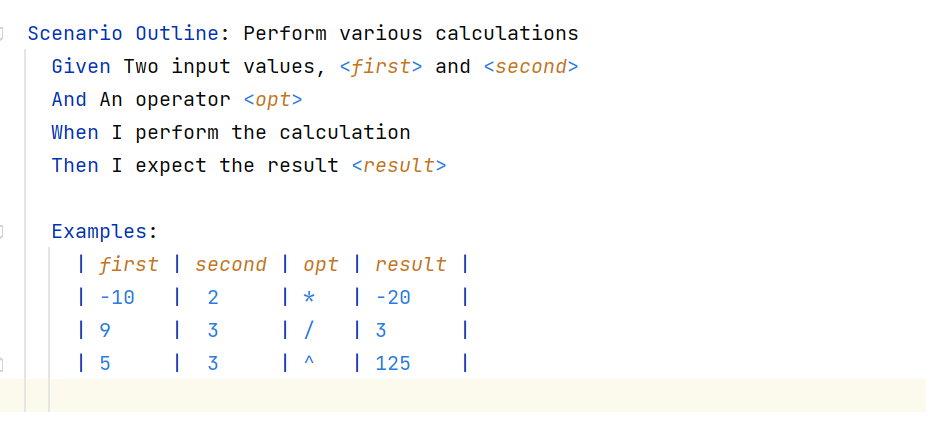 Scenario Outline: Perform various calculations
Given Two input values, <first> and <second>
And An operator <opt>
When I perform the calculation
Then I expect the result <result>
Examples:
| first | second | opt | result |
| -10 | 2 | * | -20 |
| 9 | 3 | / | 3 |
| 5 | 3 | ^ | 125 |